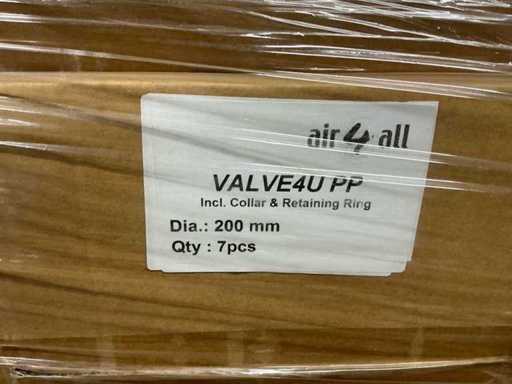 air4all
VALVE4U PP
Incl. Collar & Retaining Ring
Dia.: 200 mm
Qty : 7pcs